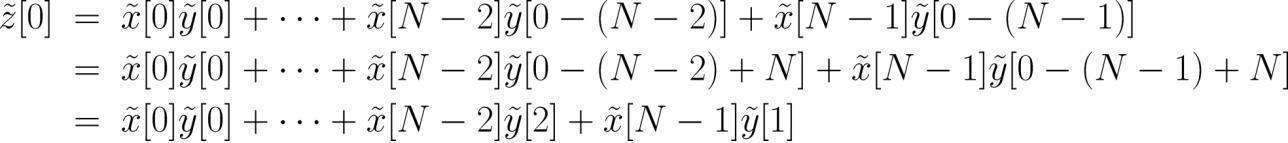 z̃[0] = x̃[0]ỹ[0] + ··· + x̃[N − 2]ỹ[0 − (N − 2)] + x̃[N − 1]ỹ[0 − (N − 1)]
= x̃[0]ỹ[0] + ··· + x̃[N − 2]ỹ[0 − (N − 2) + N] + x̃[N − 1]ỹ[0 − (N − 1) + N]
= x̃[0]ỹ[0] + ··· + x̃[N − 2]ỹ[2] + x̃[N − 1]ỹ[1]